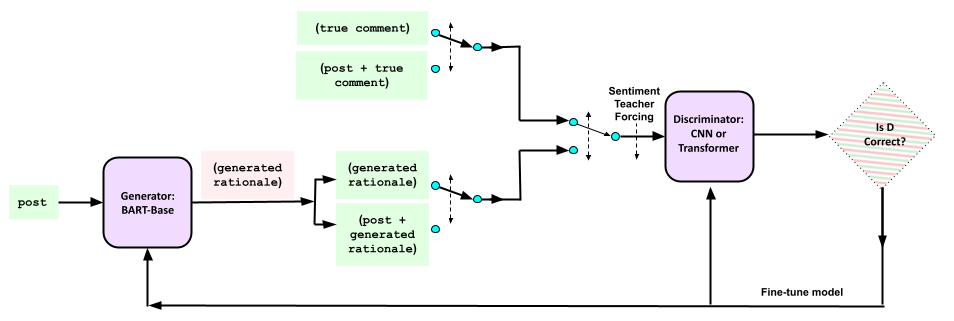 (true comment)
(post + true
comment)
Sentiment
Teacher
Forcing
Discriminator:
CNN or
Transformer
Is D
Correct?
(generated
rationale)
(generated
rationale)
post
Generator:
BART-Base
(post +
generated
rationale)
Fine-tune model